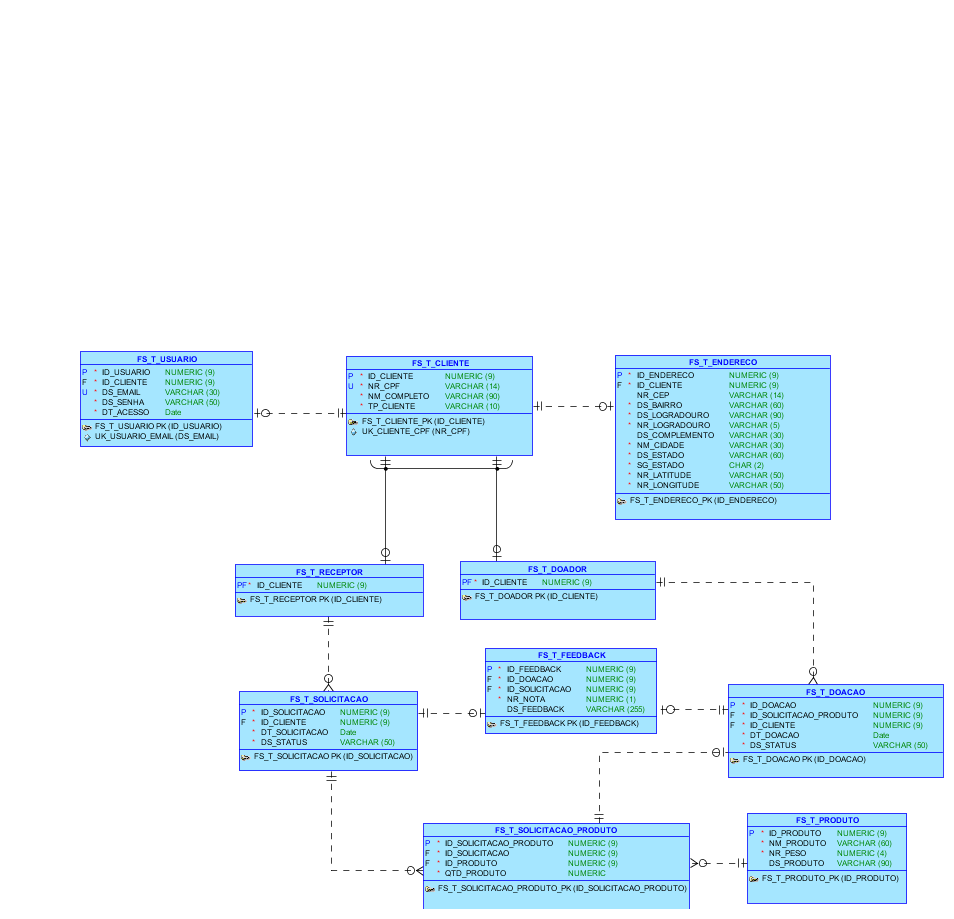 FS_T_USUARIO
P * ID_USUARIO NUMERIC (9)
F * ID_CLIENTE NUMERIC (9)
U * DS_EMAIL VARCHAR (30)
* DS_SENHA VARCHAR (50)
* DT_ACESSO Date
FS_T_USUARIO PK (ID_USUARIO)
UK_USUARIO_EMAIL (DS_EMAIL)
FS_T_CLIENTE
P * ID_CLIENTE NUMERIC (9)
U * NR_CPF VARCHAR (14)
* NM_COMPLETO VARCHAR (90)
* TP_CLIENTE VARCHAR (10)
FS_T_CLIENTE_PK (ID_CLIENTE)
UK_CLIENTE_CPF (NR_CPF)
FS_T_ENDERECO
P * ID_ENDERECO NUMERIC (9)
F * ID_CLIENTE NUMERIC (9)
NR_CEP VARCHAR (14)
* DS_BAIRRO VARCHAR (60)
* DS_LOGRADOURO VARCHAR (90)
* NR_LOGRADOURO VARCHAR (5)
DS_COMPLEMENTO VARCHAR (30)
* NM_CIDADE VARCHAR (30)
* DS_ESTADO VARCHAR (60)
* SG_ESTADO CHAR (2)
* NR_LATITUDE VARCHAR (50)
* NR_LONGITUDE VARCHAR (50)
FS_T_ENDERECO_PK (ID_ENDERECO)
FS_T_RECEPTOR
PF * ID_CLIENTE NUMERIC (9)
FS_T_RECEPTOR PK (ID_CLIENTE)
FS_T_DOADOR
PF * ID_CLIENTE NUMERIC (9)
FS_T_DOADOR PK (ID_CLIENTE)
FS_T_FEEDBACK
P * ID_FEEDBACK NUMERIC (9)
F * ID_DOACAO NUMERIC (9)
F * ID_SOLICITACAO NUMERIC (9)
* NR_NOTA NUMERIC (1)
DS_FEEDBACK VARCHAR (255)
FS_T_FEEDBACK PK (ID_FEEDBACK)
FS_T_SOLICITACAO
P * ID_SOLICITACAO NUMERIC (9)
F * ID_CLIENTE NUMERIC (9)
* DT_SOLICITACAO Date
* DS_STATUS VARCHAR (50)
FS_T_SOLICITACAO PK (ID_SOLICITACAO)
FS_T_DOACAO
P * ID_DOACAO NUMERIC (9)
F * ID_SOLICITACAO_PRODUTO NUMERIC (9)
F * ID_CLIENTE NUMERIC (9)
* DT_DOACAO Date
* DS_STATUS VARCHAR (50)
FS_T_DOACAO PK (ID_DOACAO)
FS_T_SOLICITACAO_PRODUTO
P * ID_SOLICITACAO_PRODUTO NUMERIC (9)
F * ID_SOLICITACAO NUMERIC (9)
F * ID_PRODUTO NUMERIC (9)
* QTD_PRODUTO NUMERIC
FS_T_SOLICITACAO_PRODUTO_PK (ID_SOLICITACAO_PRODUTO)
FS_T_PRODUTO
P * ID_PRODUTO NUMERIC (9)
* NM_PRODUTO VARCHAR (60)
* NR_PESO NUMERIC (4)
DS_PRODUTO VARCHAR (90)
FS_T_PRODUTO_PK (ID_PRODUTO)